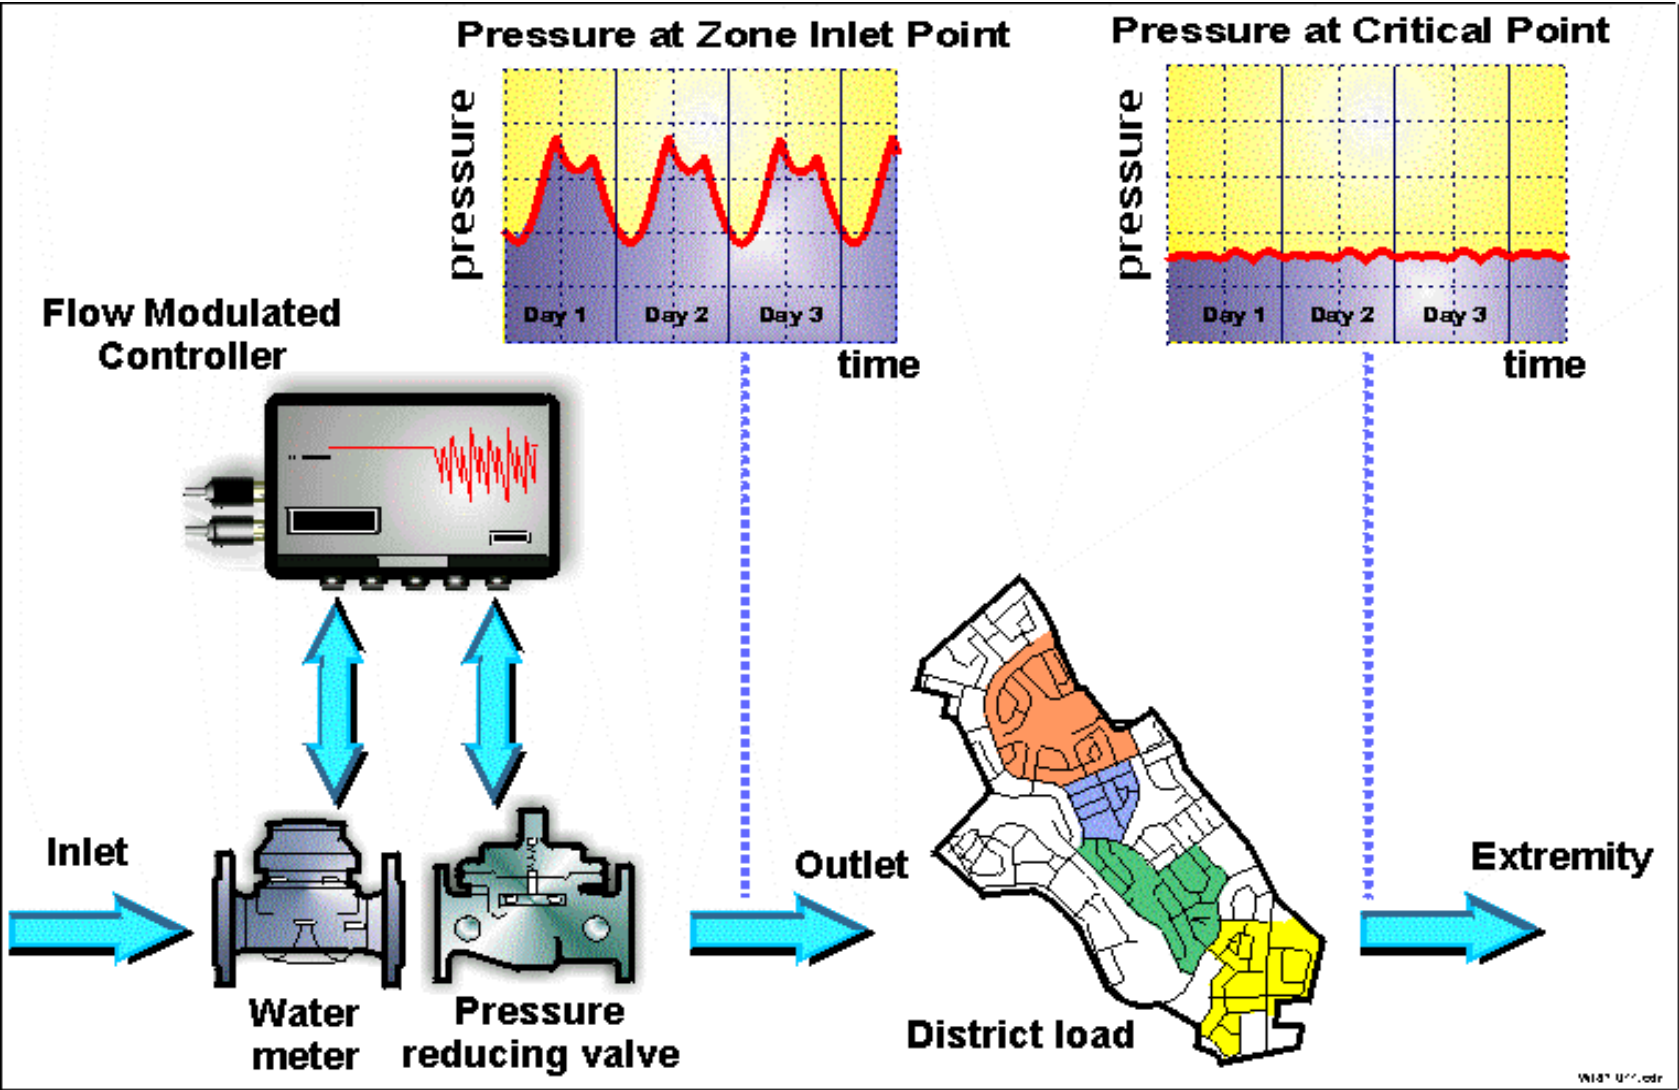 Pressure at Zone Inlet Point
Pressure at Critical Point
pressure
Day 1
Day 2
Day 3
time
pressure
Day 1
Day 2
Day 3
time
Flow Modulated
Controller
Inlet
Outlet
Extremity
Water
meter
Pressure
reducing valve
District load